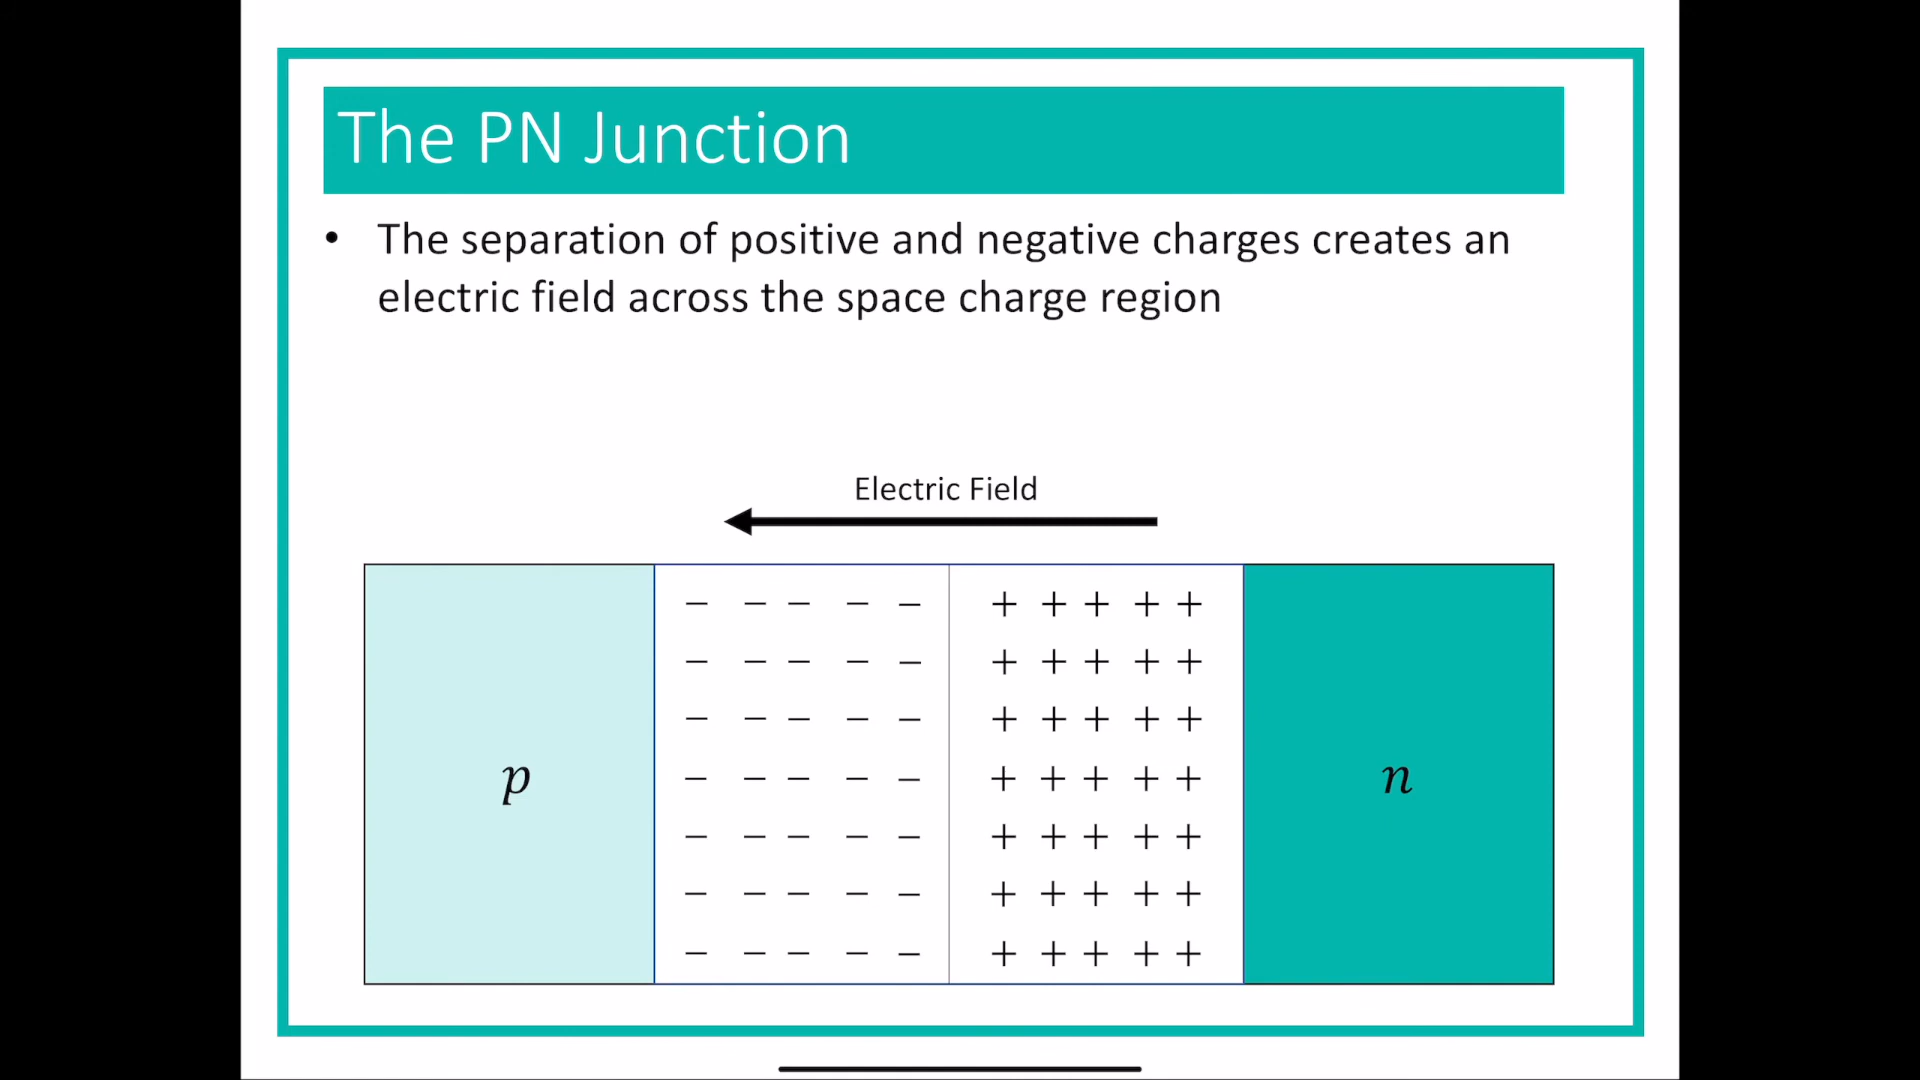 The PN Junction
• The separation of positive and negative charges creates an
electric field across the space charge region
Electric Field
− − − − − + + + + +
− − − − − + + + + +
− − − − − + + + + +
− − − − − + + + + +
− − − − − + + + + +
− − − − − + + + + +
− − − − − + + + + +
p
n